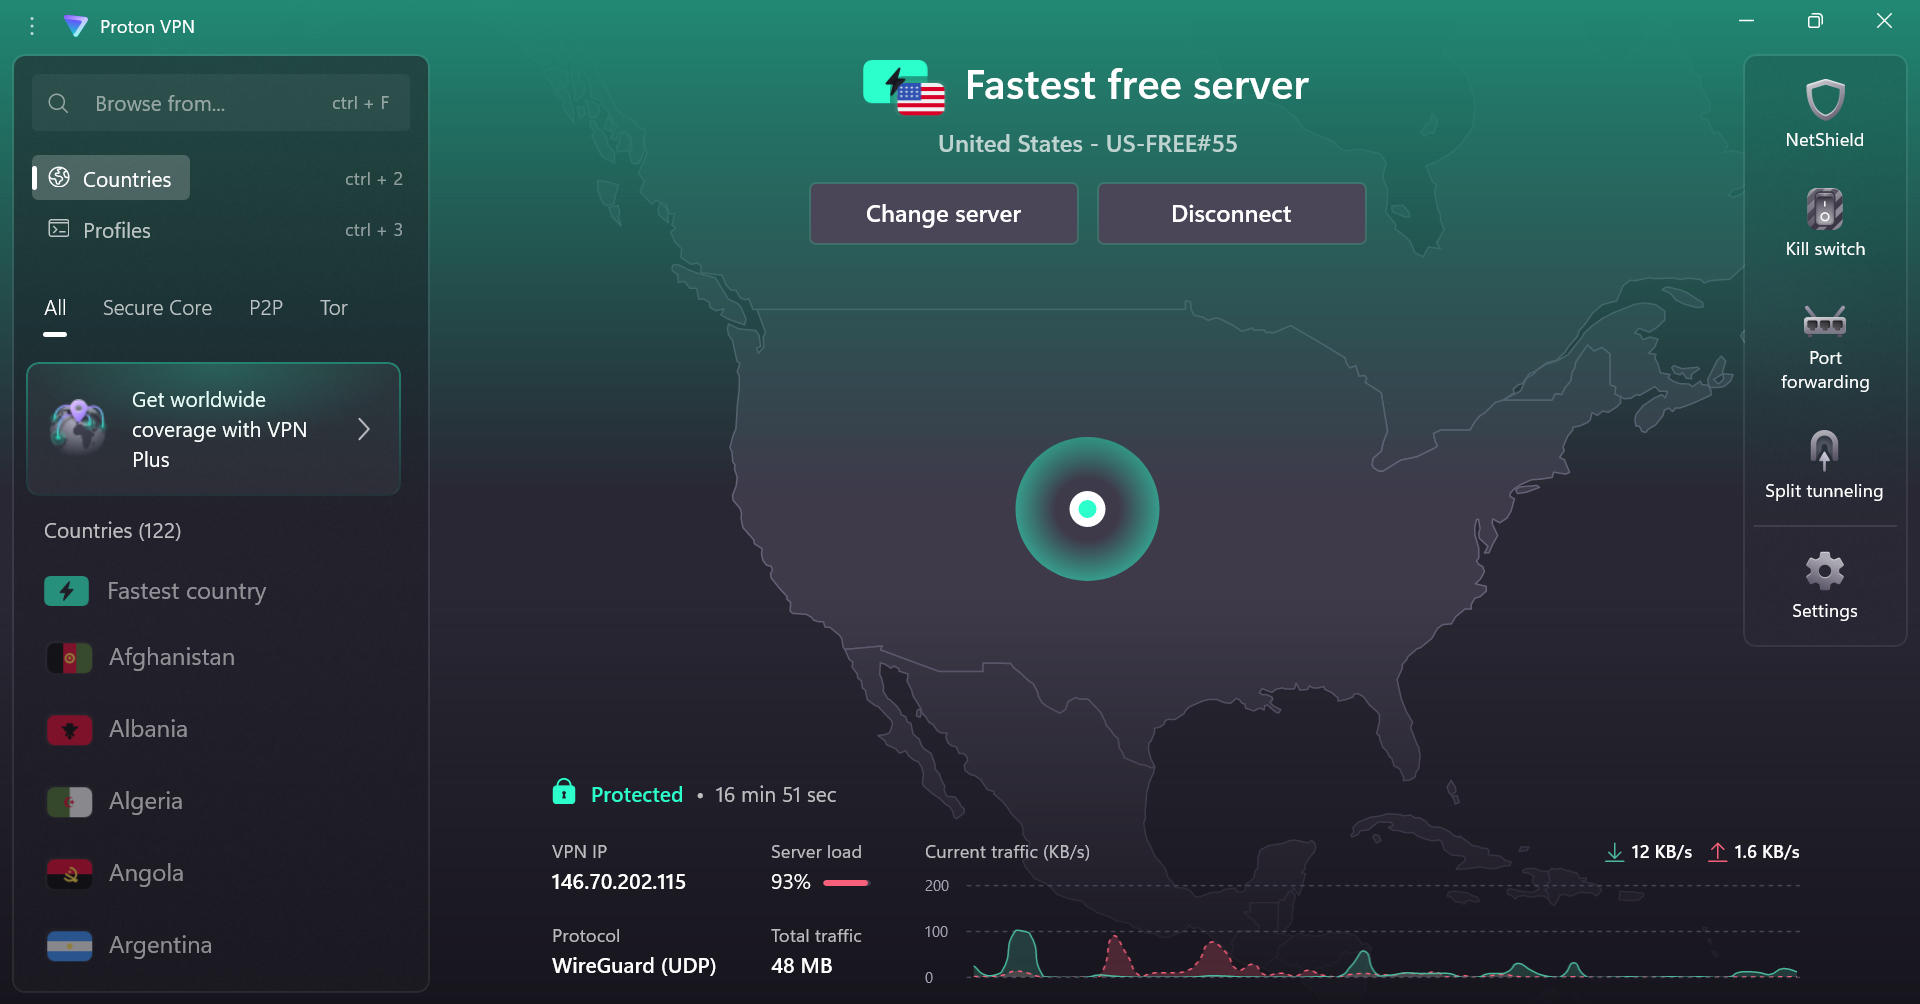 Proton VPN
Browse from...
ctrl + F
Countries
ctrl + 2
Profiles
ctrl + 3
All
Secure Core
P2P
Tor
Get worldwide
coverage with VPN
Plus
Countries (122)
Fastest country
Afghanistan
Albania
Algeria
Angola
Argentina
Fastest free server
United States - US-FREE#55
Change server
Disconnect
Protected • 16 min 51 sec
VPN IP
146.70.202.115
Server load
93%
Protocol
WireGuard (UDP)
Total traffic
48 MB
Current traffic (KB/s)
12 KB/s
1.6 KB/s
200
100
0
NetShield
Kill switch
Port
forwarding
Split tunneling
Settings